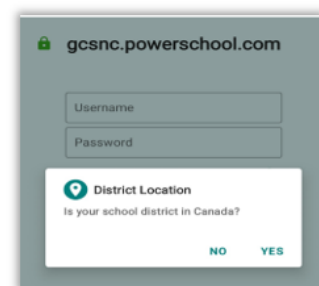 gcsnc.powerschool.com
Username
Password
District Location
Is your school district in Canada?
NO YES